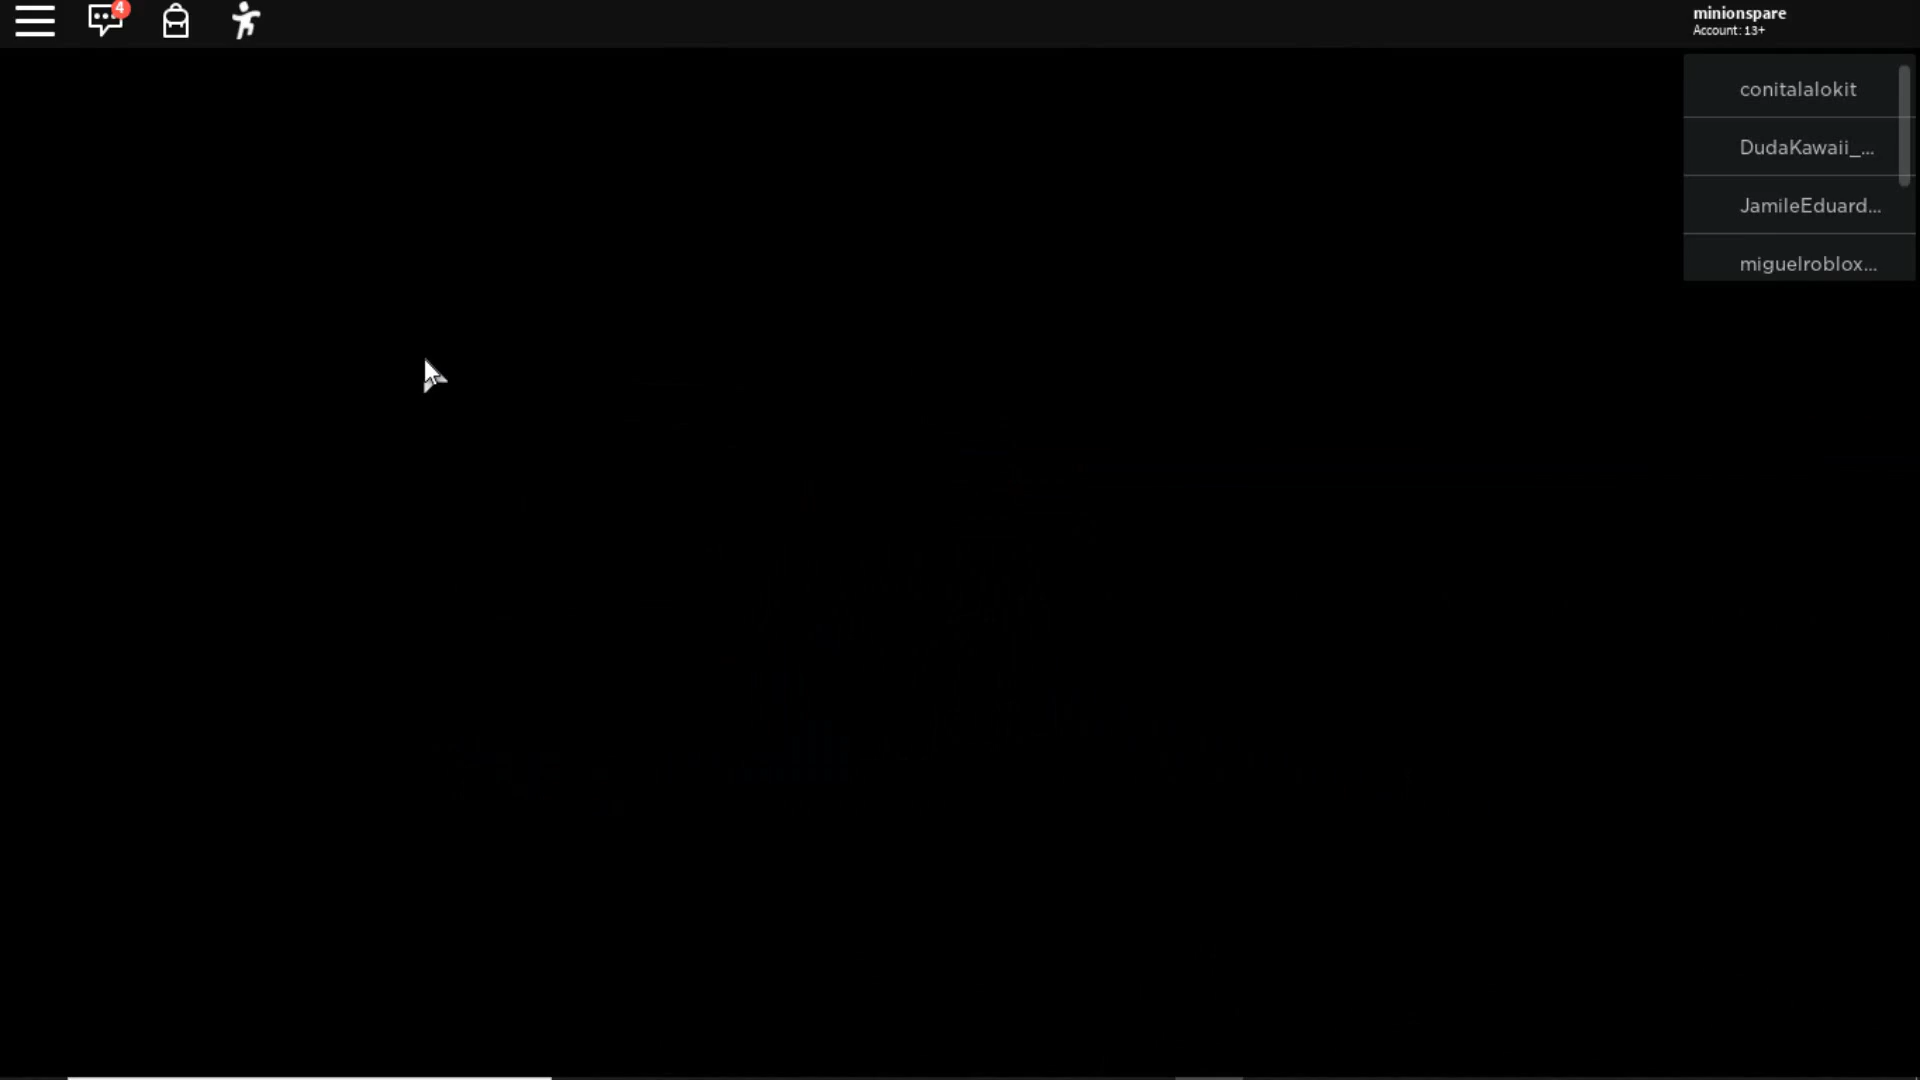 4
minionspare
Account: 13+
conitalalokit
DudaKawaii_...
JamileEduard...
miguelroblox...